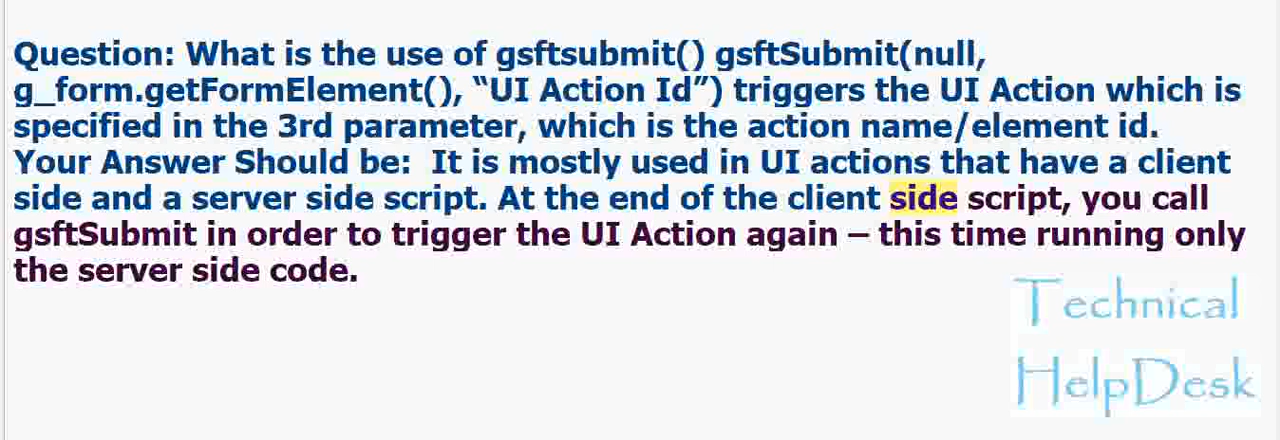 Question: What is the use of gsftsubmit() gsftSubmit(null,
g_form.getFormElement(), “UI Action Id”) triggers the UI Action which is
specified in the 3rd parameter, which is the action name/element id.
Your Answer Should be:  It is mostly used in UI actions that have a client
side and a server side script. At the end of the client side script, you call
gsftSubmit in order to trigger the UI Action again – this time running only
the server side code.
Technical
HelpDesk